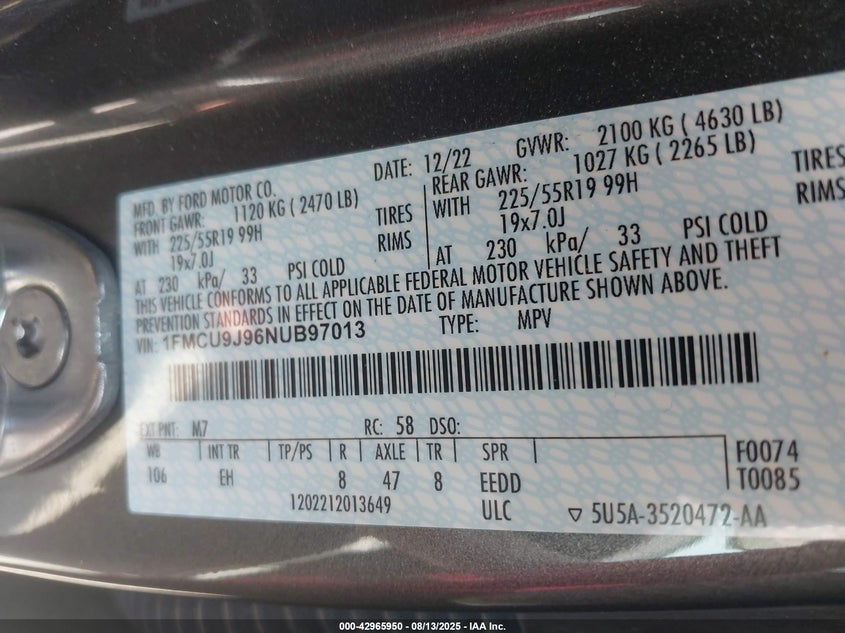 MFD. BY FORD MOTOR CO. DATE: 12/22 GVWR: 2100 KG ( 4630 LB)
FRONT GAWR: 1120 KG ( 2470 LB) REAR GAWR: 1027 KG ( 2265 LB)
WITH 225/55R19 99H TIRES WITH 225/55R19 99H TIRES
19x7.0J RIMS 19x7.0J RIMS
AT 230 kPa/ 33 PSI COLD AT 230 kPa/ 33 PSI COLD
THIS VEHICLE CONFORMS TO ALL APPLICABLE FEDERAL MOTOR VEHICLE SAFETY AND THEFT
PREVENTION STANDARDS IN EFFECT ON THE DATE OF MANUFACTURE SHOWN ABOVE.
VIN: 1FMCU9J96NUB97013 TYPE: MPV
EXT PNT: M7 RC: 58 DSO:
WB INT TR TP/PS R AXLE TR SPR F0074
106 EH 8 47 8 EEDD T0085
1202212013649 ULC ▽ 5U5A-3520472-AA
000-42965950 - 08/13/2025 - IAA Inc.